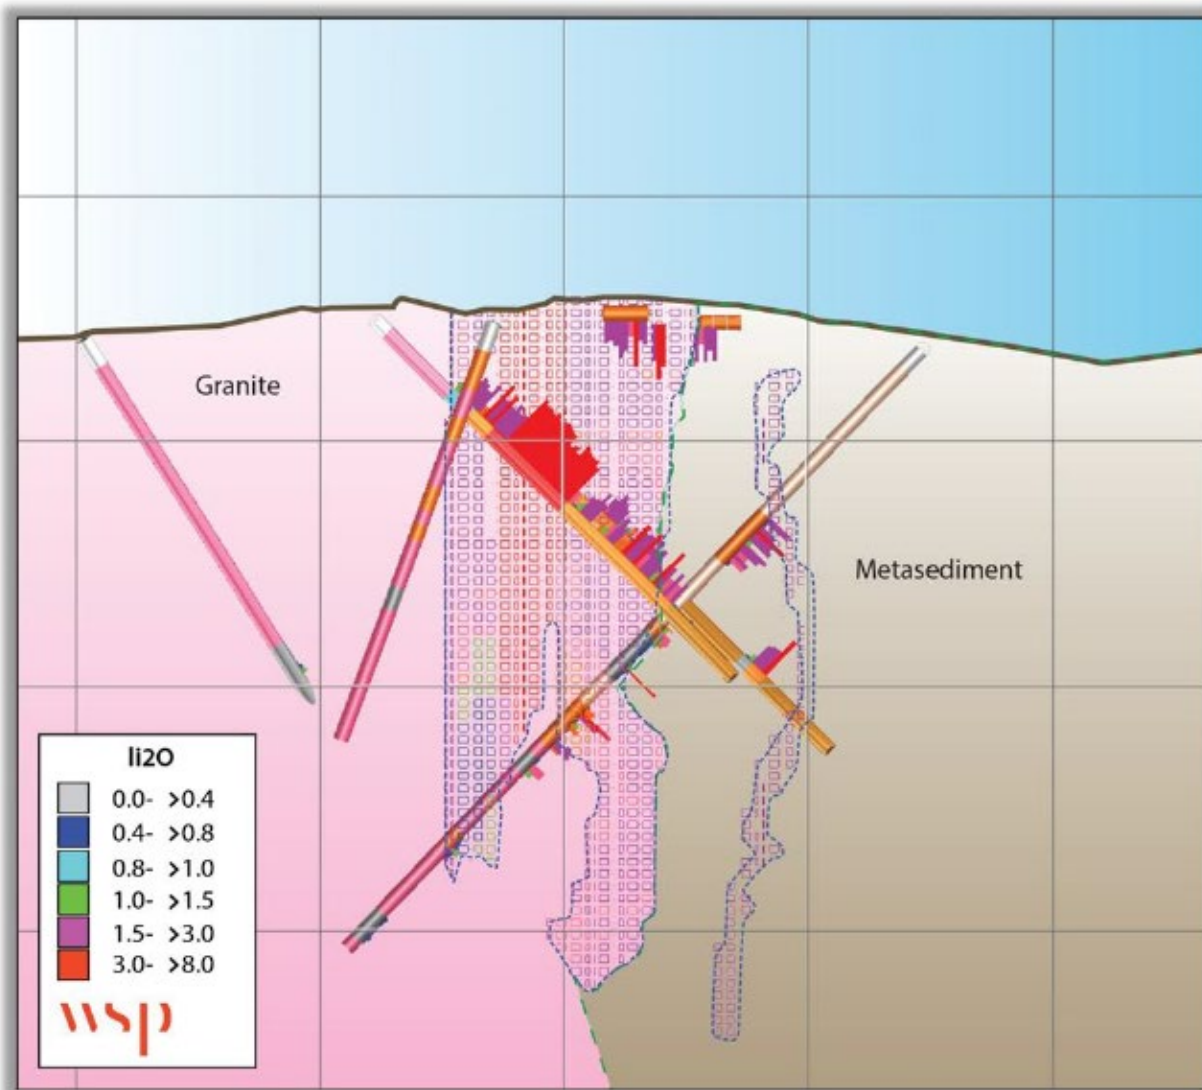 Granite
Metasediment
li2O
0.0- >0.4
0.4- >0.8
0.8- >1.0
1.0- >1.5
1.5- >3.0
3.0- >8.0
wsp